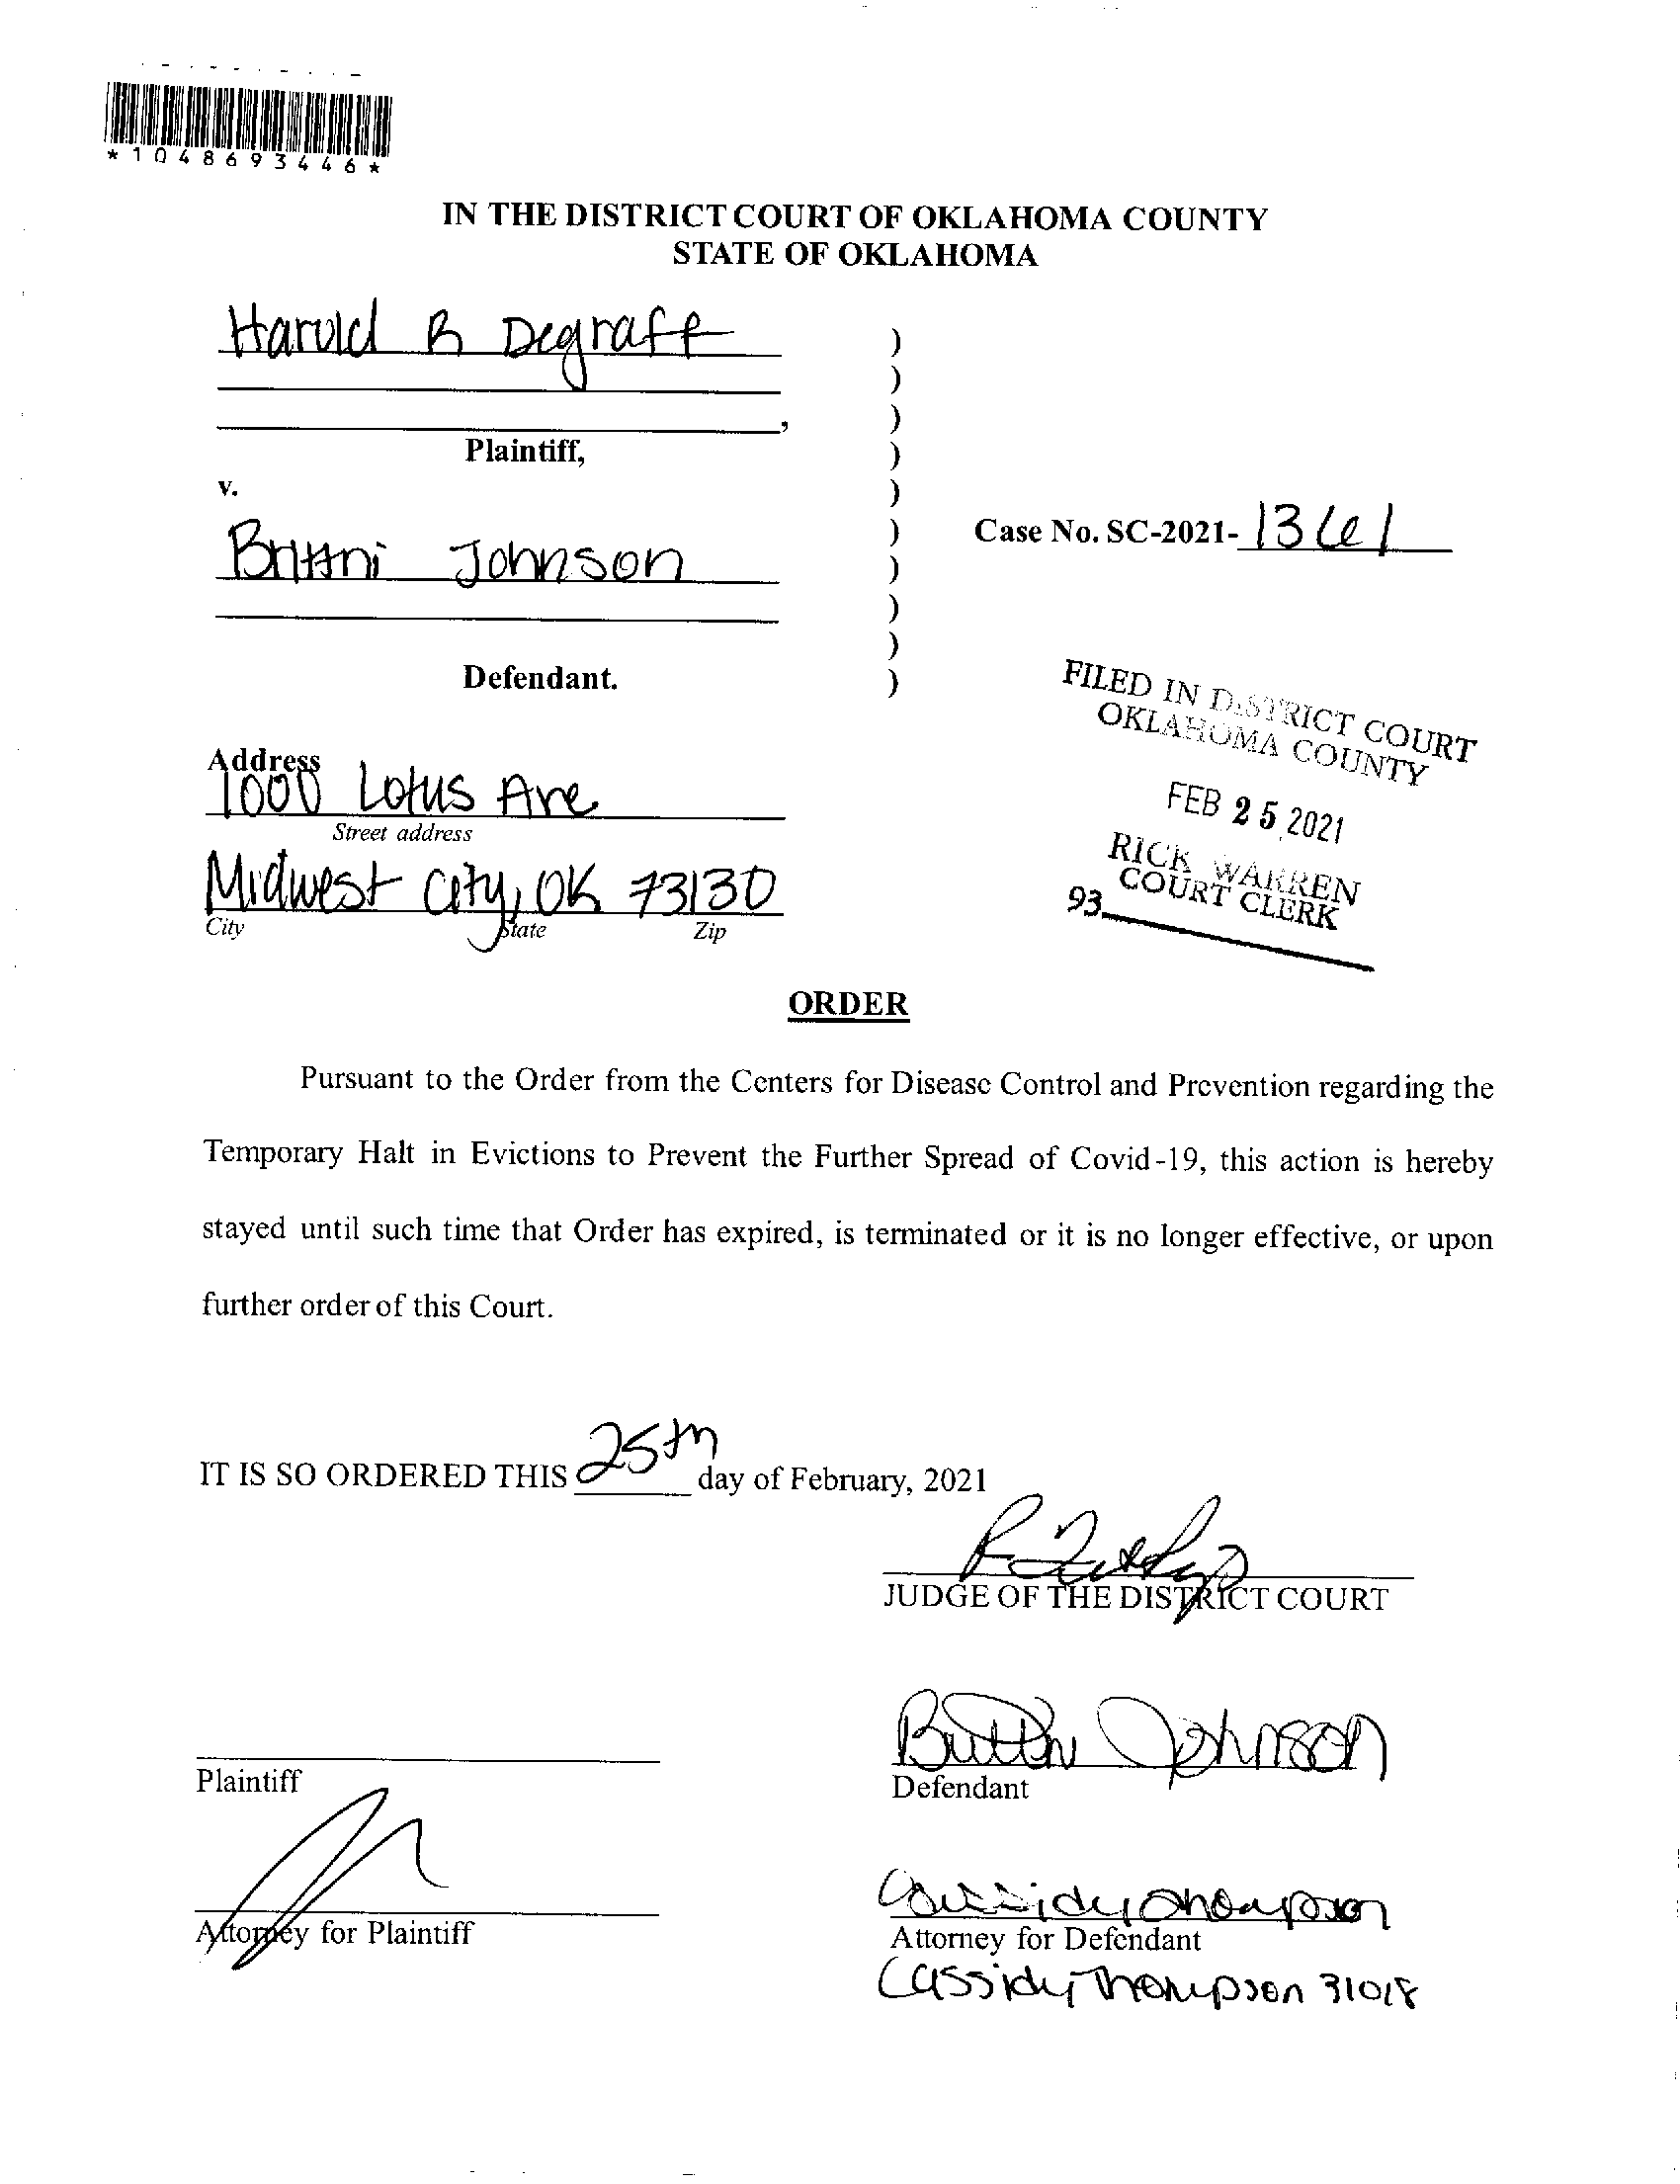 *1048693446*
IN THE DISTRICT COURT OF OKLAHOMA COUNTY
STATE OF OKLAHOMA
Harold R Degraff )
)
, )
Plaintiff, )
v. )
Case No. SC-2021- 1361 )
Brittni Johnson )
)
)
Defendant. )
FILED IN DISTRICT COURT
OKLAHOMA COUNTY
FEB 25 2021
RICK WARREN
COURT CLERK
93
Address
1000 Lotus Ave
Street address
Midwest City, OK 73130
City State Zip
ORDER
Pursuant to the Order from the Centers for Disease Control and Prevention regarding the
Temporary Halt in Evictions to Prevent the Further Spread of Covid-19, this action is hereby
stayed until such time that Order has expired, is terminated or it is no longer effective, or upon
further order of this Court.
IT IS SO ORDERED THIS 25th day of February, 2021
JUDGE OF THE DISTRICT COURT
Brittni Johnson
Plaintiff Defendant
Cassidy Thompson
Attorney for Plaintiff Attorney for Defendant
Cassidy Thompson 31018